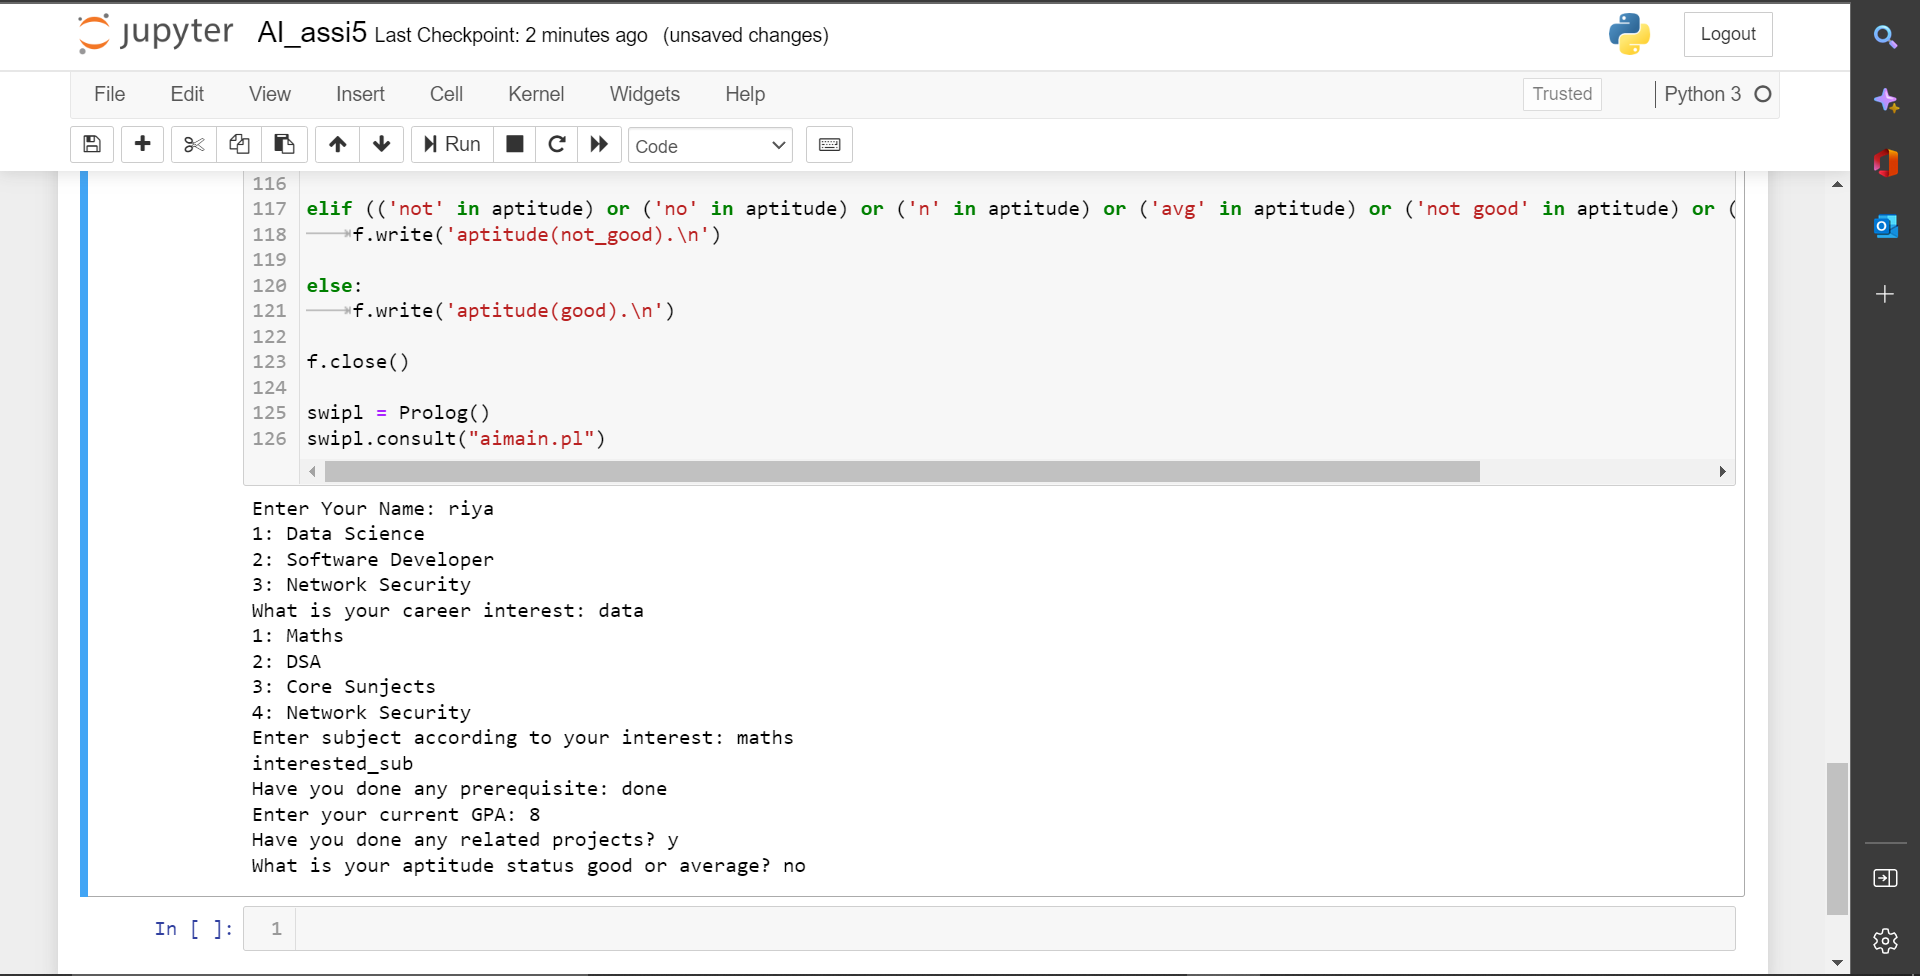 jupyter AI_assi5 Last Checkpoint: 2 minutes ago (unsaved changes) Logout
File Edit View Insert Cell Kernel Widgets Help Trusted Python 3
Run Code
116
117 elif (('not' in aptitude) or ('no' in aptitude) or ('n' in aptitude) or ('avg' in aptitude) or ('not good' in aptitude) or (
118 f.write('aptitude(not_good).\n')
119
120 else:
121 f.write('aptitude(good).\n')
122
123 f.close()
124
125 swipl = Prolog()
126 swipl.consult("aimain.pl")
Enter Your Name: riya
1: Data Science
2: Software Developer
3: Network Security
What is your career interest: data
1: Maths
2: DSA
3: Core Sunjects
4: Network Security
Enter subject according to your interest: maths
interested_sub
Have you done any prerequisite: done
Enter your current GPA: 8
Have you done any related projects? y
What is your aptitude status good or average? no
In [ ]: 1